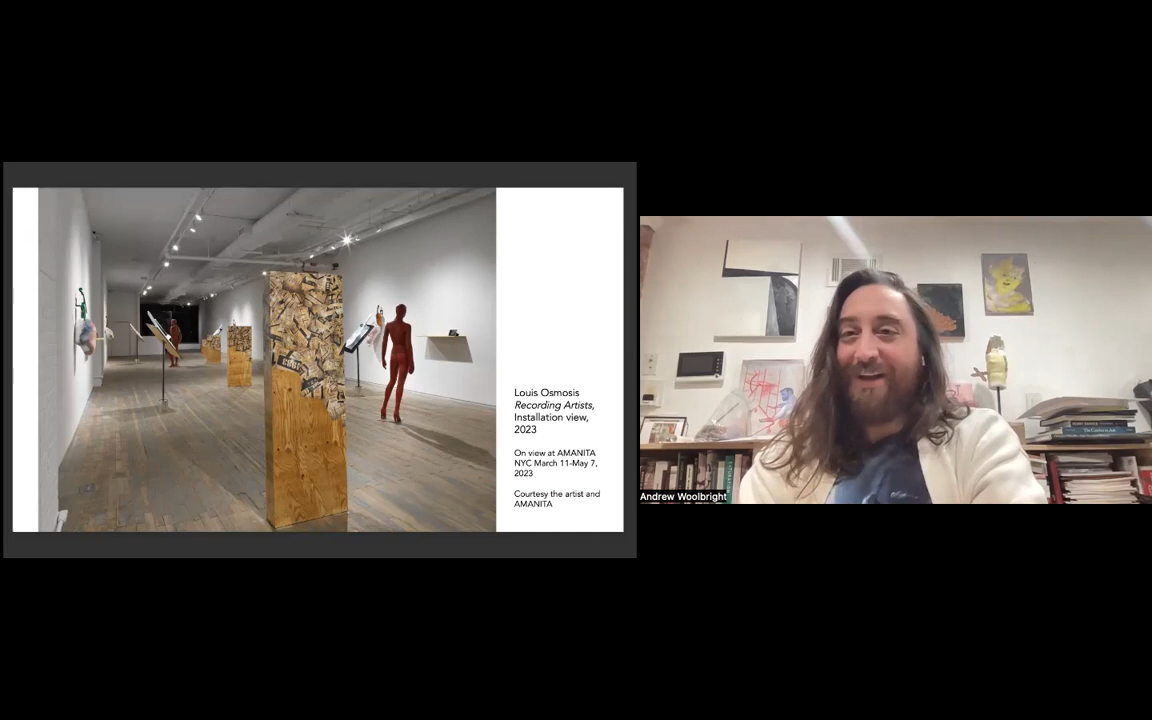 Louis Osmosis
Recording Artists,
Installation view,
2023
On view at AMANITA
NYC March 11-May 7,
2023
Courtesy the artist and
AMANITA
Andrew Woolbright